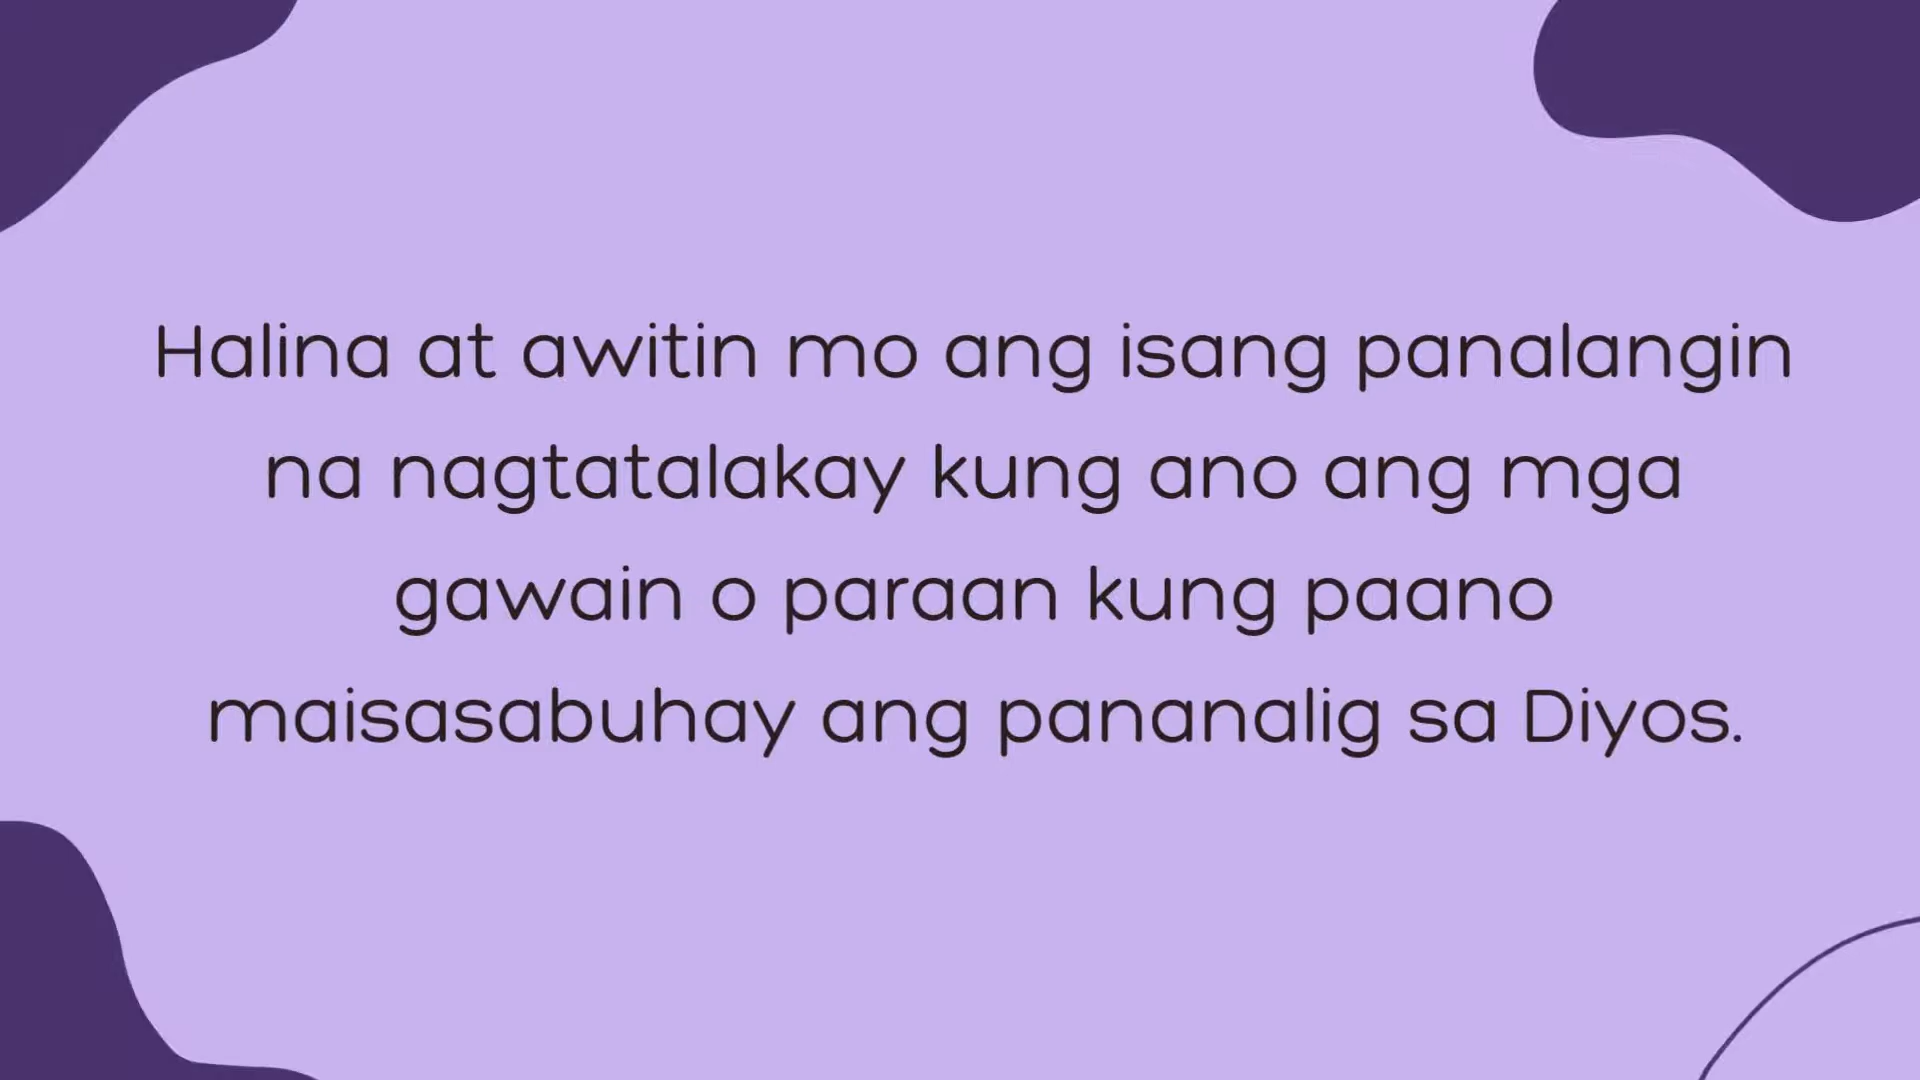 Halina at awitin mo ang isang panalangin
na nagtatalakay kung ano ang mga
gawain o paraan kung paano
maisasabuhay ang pananalig sa Diyos.